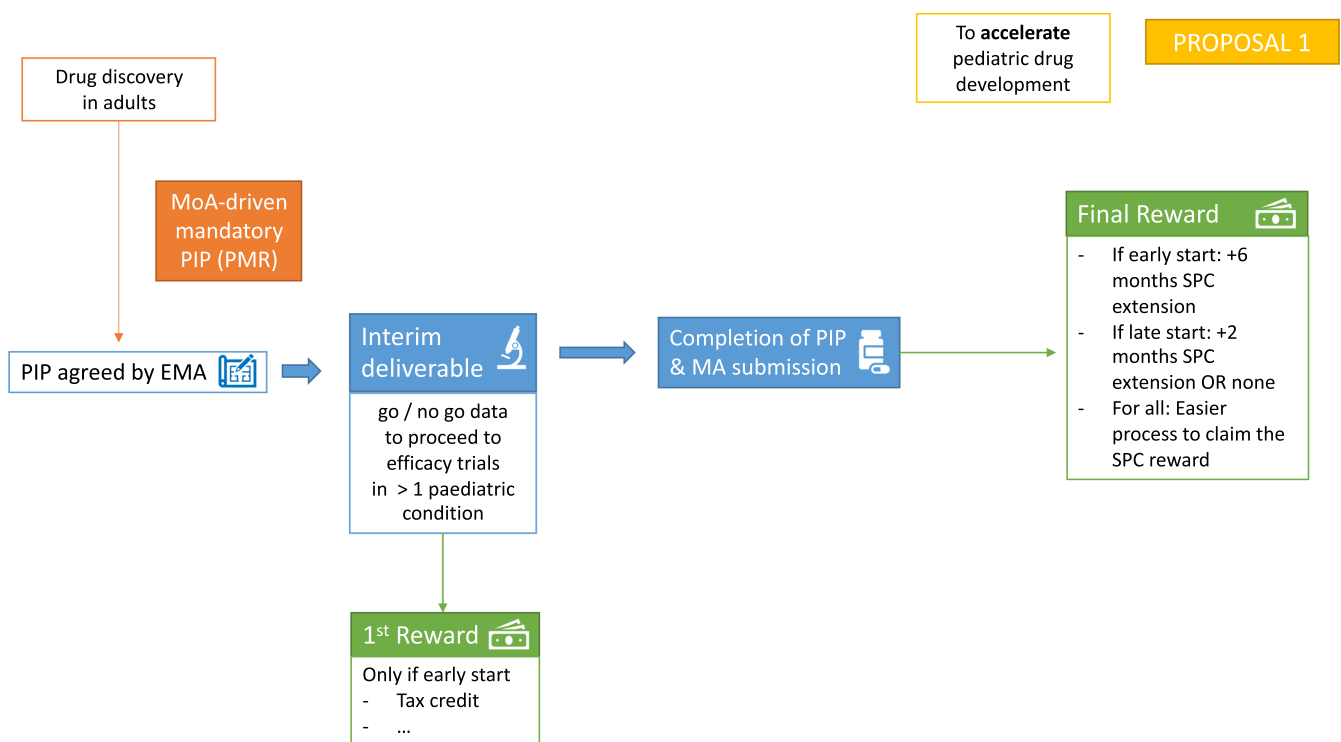 To accelerate
pediatric drug
development
PROPOSAL 1
Drug discovery
in adults
MoA-driven
mandatory
PIP (PMR)
PIP agreed by EMA
Interim
deliverable
go / no go data
to proceed to
efficacy trials
in > 1 paediatric
condition
1st Reward
Only if early start
- Tax credit
- ...
Completion of PIP
& MA submission
Final Reward
- If early start: +6
months SPC
extension
- If late start: +2
months SPC
extension OR none
- For all: Easier
process to claim the
SPC reward